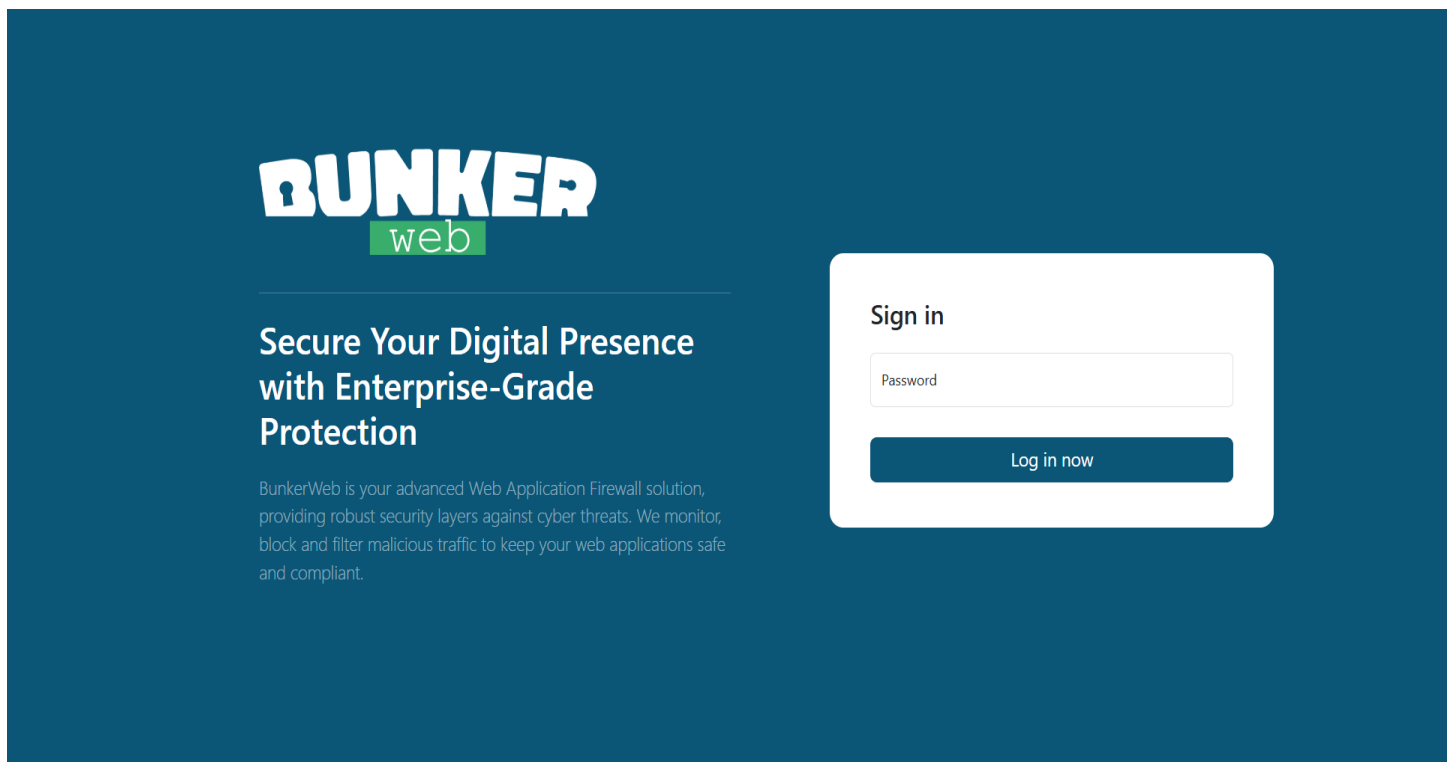 BUNKER
web
Secure Your Digital Presence
with Enterprise-Grade
Protection
BunkerWeb is your advanced Web Application Firewall solution,
providing robust security layers against cyber threats. We monitor,
block and filter malicious traffic to keep your web applications safe
and compliant.
Sign in
Password
Log in now